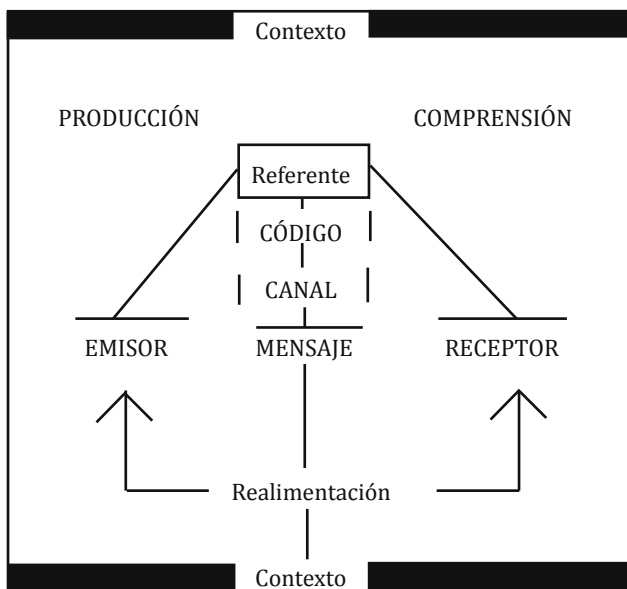 Contexto
PRODUCCIÓN COMPRENSIÓN
Referente
CÓDIGO
CANAL
EMISOR MENSAJE RECEPTOR
Realimentación
Contexto